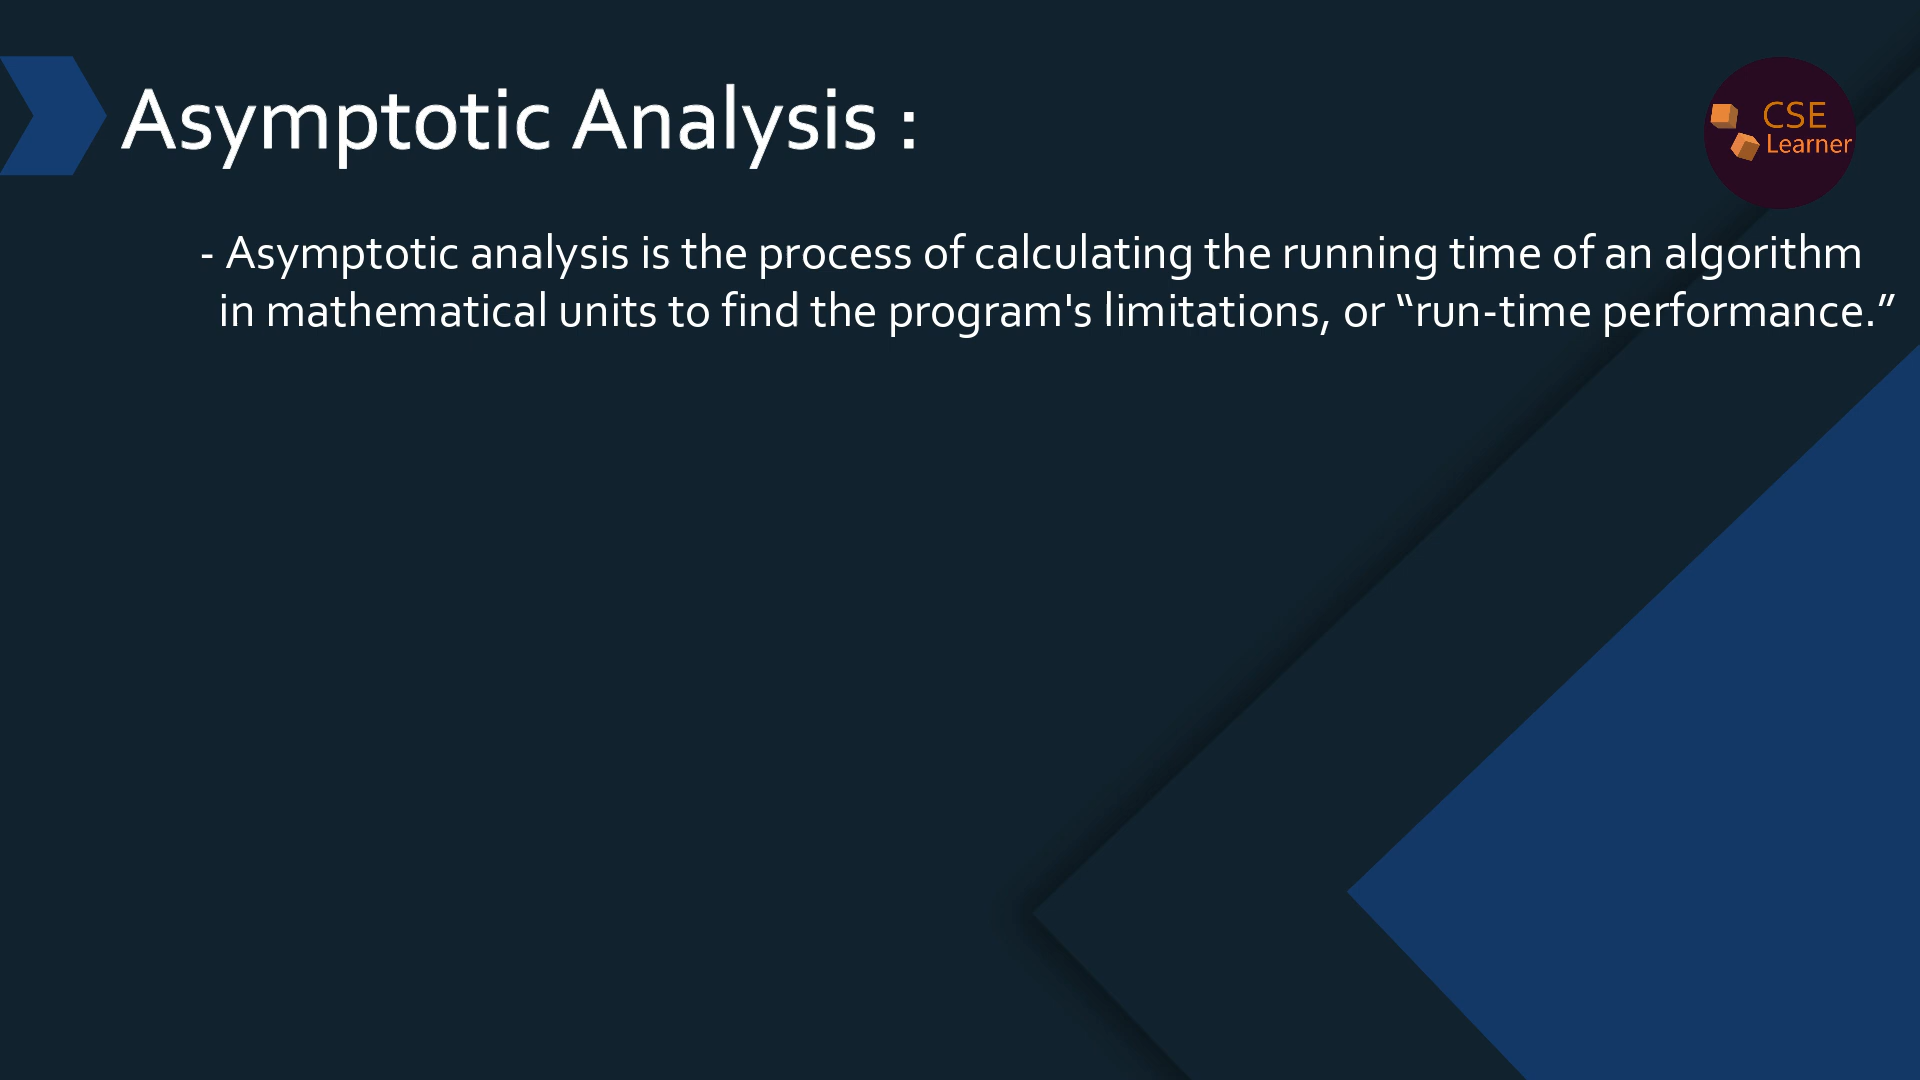 Asymptotic Analysis :
CSE
Learner
- Asymptotic analysis is the process of calculating the running time of an algorithm
in mathematical units to find the program's limitations, or “run-time performance.”